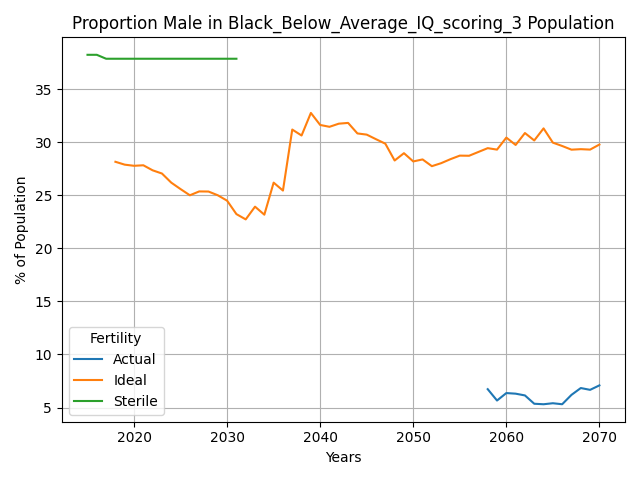 Proportion Male in Black_Below_Average_IQ_scoring_3 Population
% of Population
35
30
25
20
15
10
5
Fertility
Actual
Ideal
Sterile
2020 2030 2040 2050 2060 2070
Years